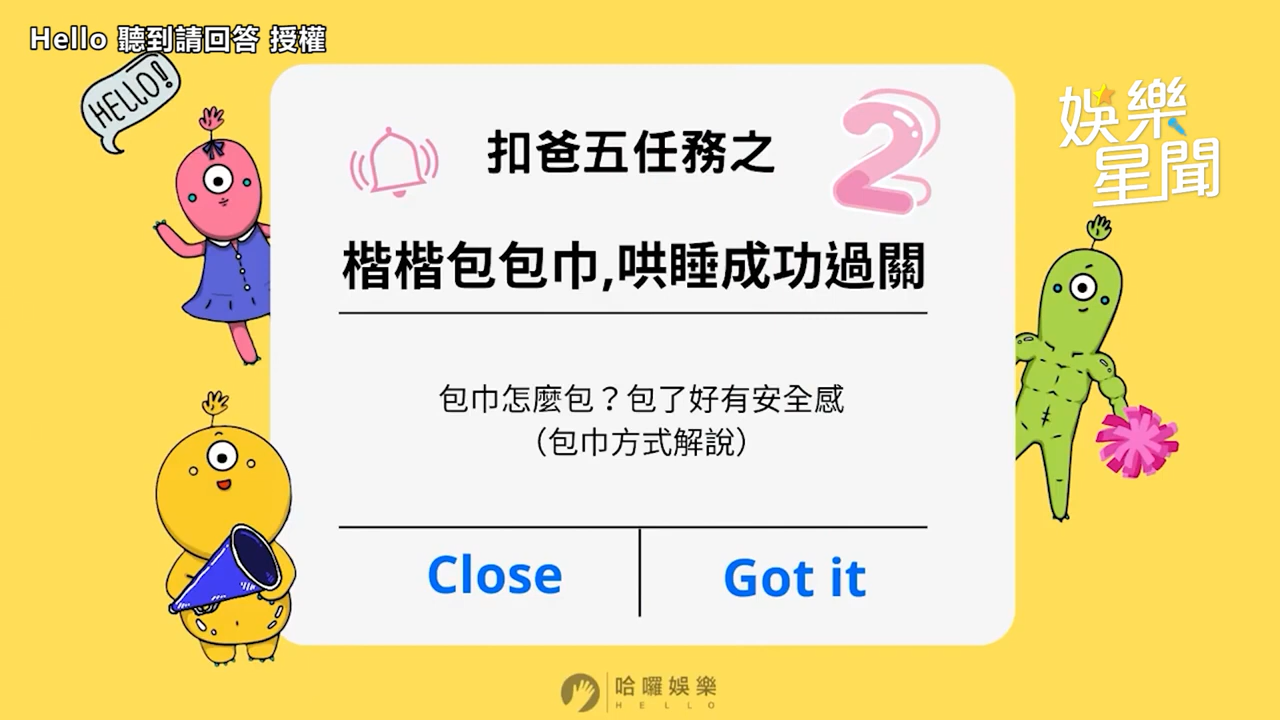 Hello 聽到請回答 授權
HELLO!
娛樂
星聞
扣爸五任務之
2
楷楷包包巾,哄睡成功過關
包巾怎麼包？包了好有安全感
（包巾方式解說）
Close
Got it
哈囉娛樂
HELLO